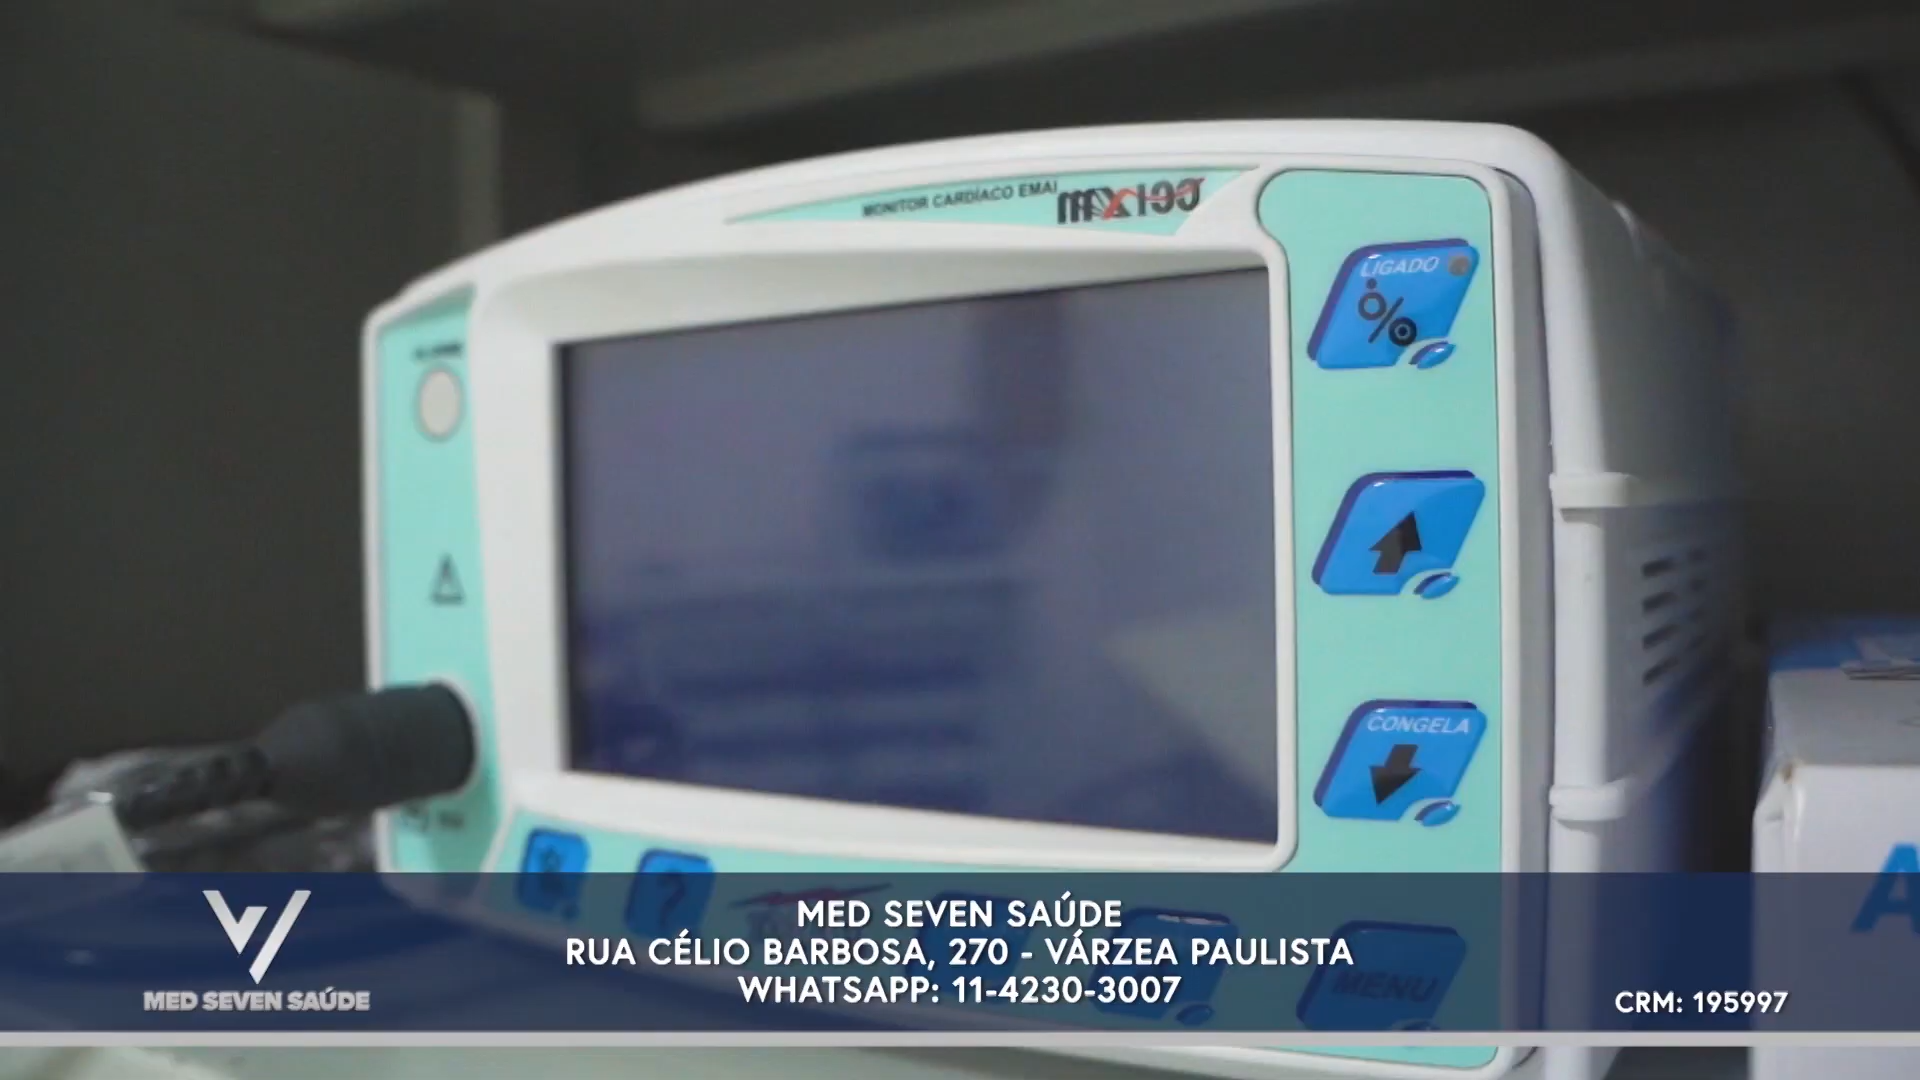 MONITOR CARDÍACO EMAI
LIGADO
CONGELA
?
MENU
MED SEVEN SAÚDE
RUA CÉLIO BARBOSA, 270 - VÁRZEA PAULISTA
WHATSAPP: 11-4230-3007
MED SEVEN SAÚDE
CRM: 195997
A